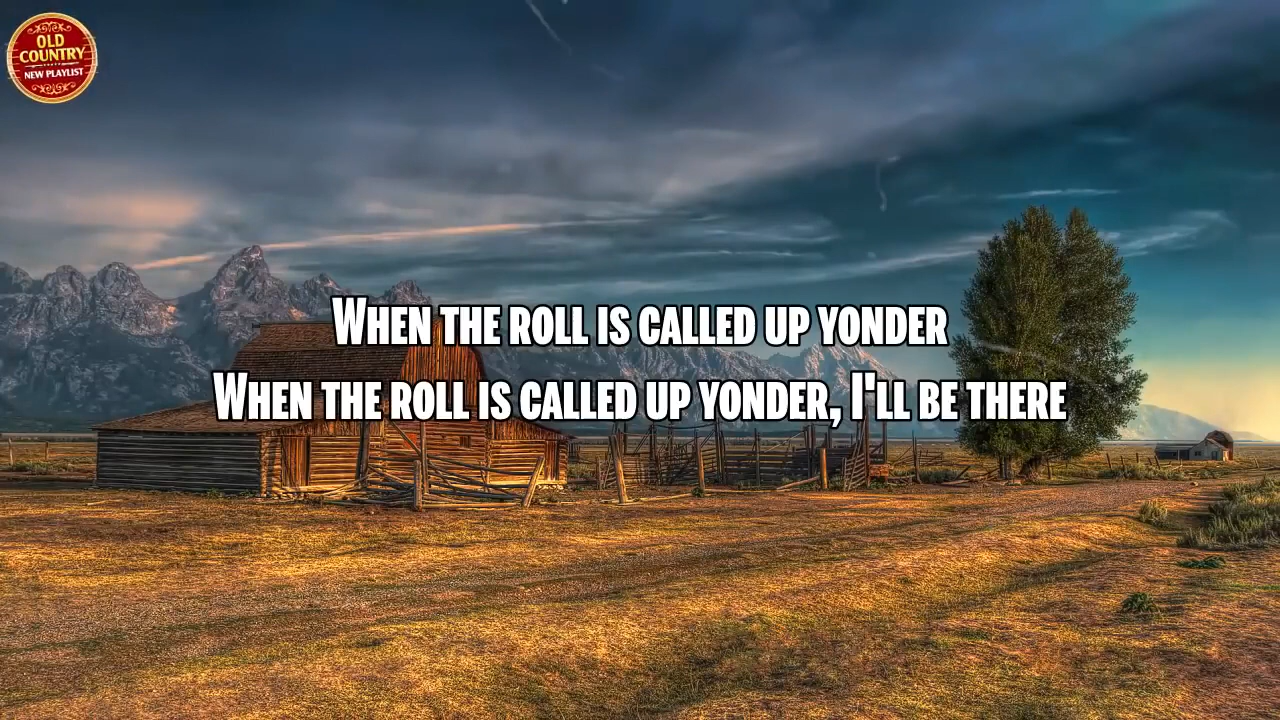 OLD
COUNTRY
NEW PLAYLIST
WHEN THE ROLL IS CALLED UP YONDER
WHEN THE ROLL IS CALLED UP YONDER, I'LL BE THERE